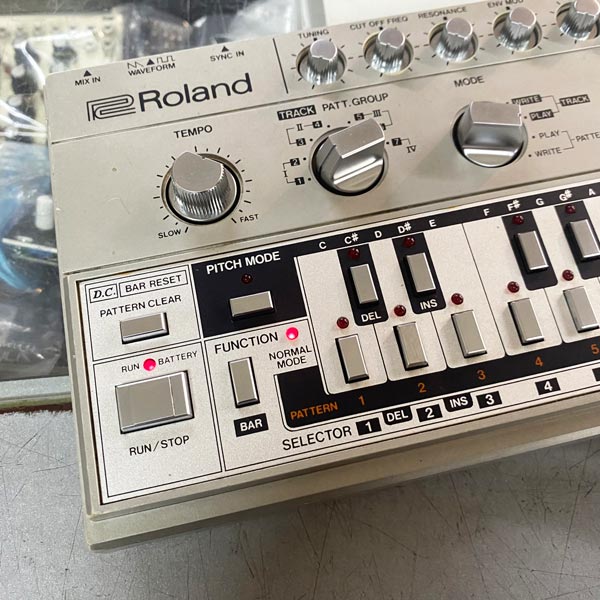 TUNING
CUT OFF FREQ
RESONANCE
ENV MOD
MIX IN
WAVEFORM
SYNC IN
Roland
TEMPO
SLOW
FAST
TRACK PATT. GROUP
I 1 2
II 3 4
5 III
7 IV
MODE
WRITE
PLAY
TRACK
PLAY
WRITE
PATTE
D.C. BAR RESET
PATTERN CLEAR
RUN BATTERY
RUN/STOP
PITCH MODE
FUNCTION
NORMAL
MODE
BAR
C C# D D# E F F# G G# A
DEL
INS
PATTERN 1 2 3 4 5
SELECTOR 1 DEL 2 INS 3 4 5